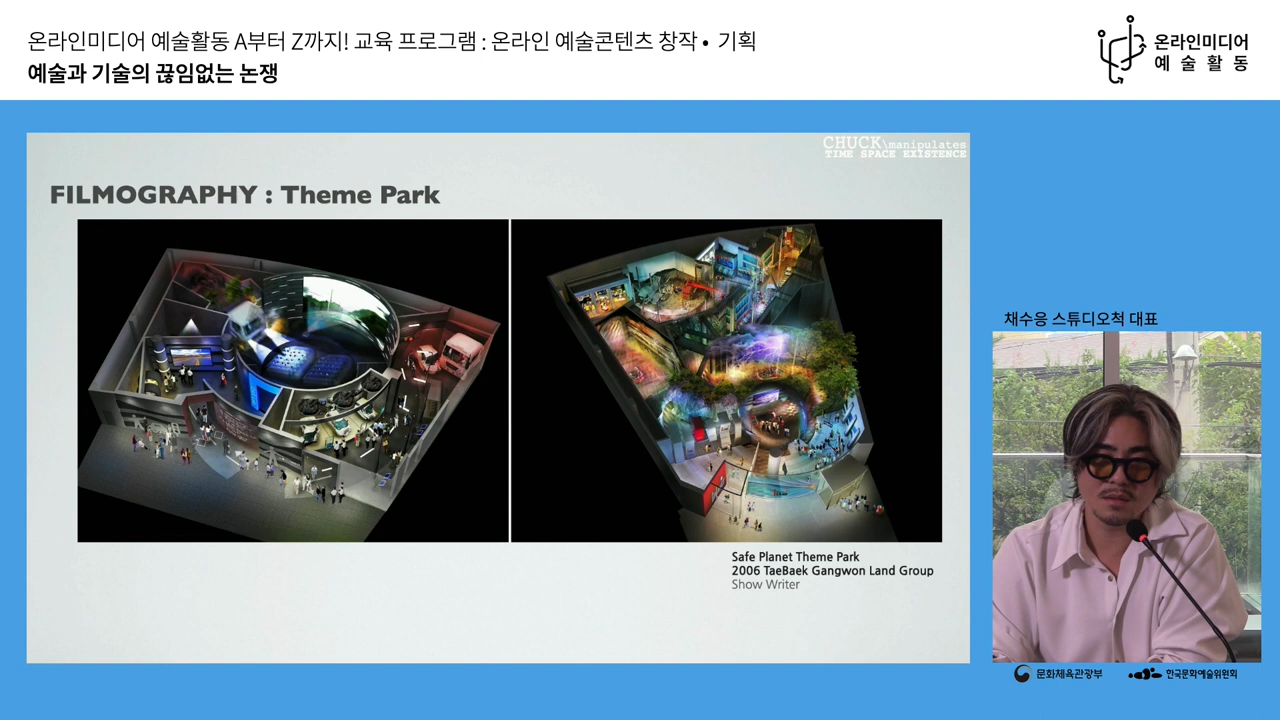 온라인미디어 예술활동 A부터 Z까지! 교육 프로그램 : 온라인 예술콘텐츠 창작 • 기획
예술과 기술의 끊임없는 논쟁
온라인미디어
예 술 활 동
CHUCK\manipulates
TIME SPACE EXISTENCE
FILMOGRAPHY : Theme Park
Safe Planet Theme Park
2006 TaeBaek Gangwon Land Group
Show Writer
채수응 스튜디오척 대표
문화체육관광부
한국문화예술위원회